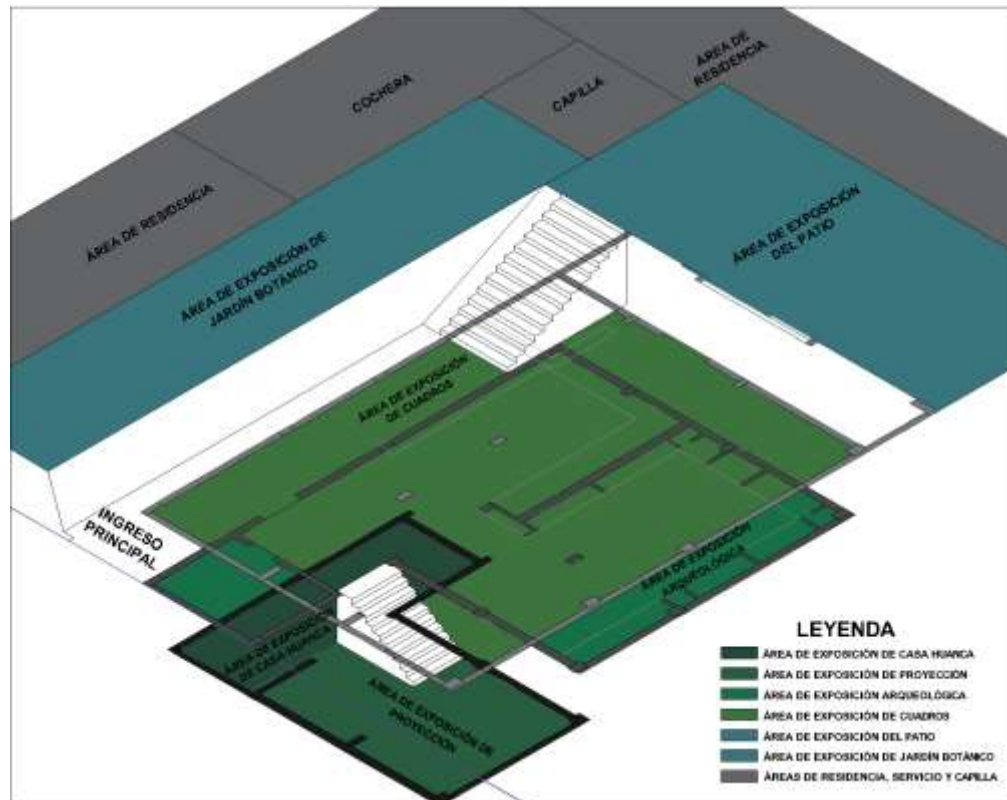 ÁREA DE
RESIDENCIA
COCHERA
CAPILLA
ÁREA DE RESIDENCIA
ÁREA DE EXPOSICIÓN DE
JARDÍN BOTÁNICO
ÁREA DE EXPOSICIÓN
DEL PATIO
ÁREA DE EXPOSICIÓN
DE CUADROS
INGRESO
PRINCIPAL
ÁREA DE EXPOSICIÓN
ARQUEOLÓGICA
ÁREA DE EXPOSICIÓN
DE CASA HUANCA
ÁREA DE EXPOSICIÓN DE
PROYECCIÓN
LEYENDA
ÁREA DE EXPOSICIÓN DE CASA HUANCA
ÁREA DE EXPOSICIÓN DE PROYECCIÓN
ÁREA DE EXPOSICIÓN ARQUEOLÓGICA
ÁREA DE EXPOSICIÓN DE CUADROS
ÁREA DE EXPOSICIÓN DEL PATIO
ÁREA DE EXPOSICIÓN DE JARDÍN BOTÁNICO
ÁREAS DE RESIDENCIA, SERVICIO Y CAPILLA